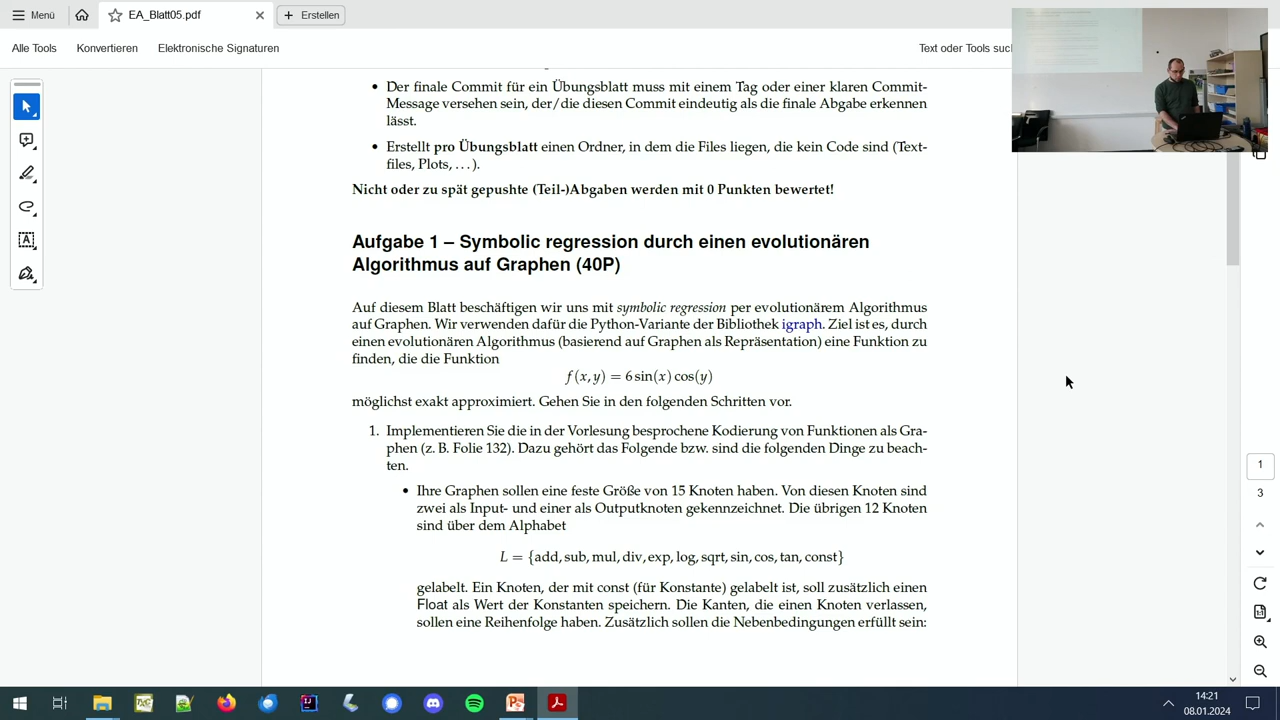 Menü
EA_Blatt05.pdf
Erstellen
Alle Tools
Konvertieren
Elektronische Signaturen
Text oder Tools suc
• Der finale Commit für ein Übungsblatt muss mit einem Tag oder einer klaren Commit-
Message versehen sein, der/die diesen Commit eindeutig als die finale Abgabe erkennen
lässt.
• Erstellt pro Übungsblatt einen Ordner, in dem die Files liegen, die kein Code sind (Text-
files, Plots, . . . ).
Nicht oder zu spät gepushte (Teil-)Abgaben werden mit 0 Punkten bewertet!
Aufgabe 1 – Symbolic regression durch einen evolutionären
Algorithmus auf Graphen (40P)
Auf diesem Blatt beschäftigen wir uns mit symbolic regression per evolutionärem Algorithmus
auf Graphen. Wir verwenden dafür die Python-Variante der Bibliothek igraph. Ziel ist es, durch
einen evolutionären Algorithmus (basierend auf Graphen als Repräsentation) eine Funktion zu
finden, die die Funktion
f(x, y) = 6 sin(x) cos(y)
möglichst exakt approximiert. Gehen Sie in den folgenden Schritten vor.
1. Implementieren Sie die in der Vorlesung besprochene Kodierung von Funktionen als Gra-
phen (z. B. Folie 132). Dazu gehört das Folgende bzw. sind die folgenden Dinge zu beach-
ten.
• Ihre Graphen sollen eine feste Größe von 15 Knoten haben. Von diesen Knoten sind
zwei als Input- und einer als Outputknoten gekennzeichnet. Die übrigen 12 Knoten
sind über dem Alphabet
L = {add, sub, mul, div, exp, log, sqrt, sin, cos, tan, const}
gelabelt. Ein Knoten, der mit const (für Konstante) gelabelt ist, soll zusätzlich einen
Float als Wert der Konstanten speichern. Die Kanten, die einen Knoten verlassen,
sollen eine Reihenfolge haben. Zusätzlich sollen die Nebenbedingungen erfüllt sein:
1
3
14:21
08.01.2024